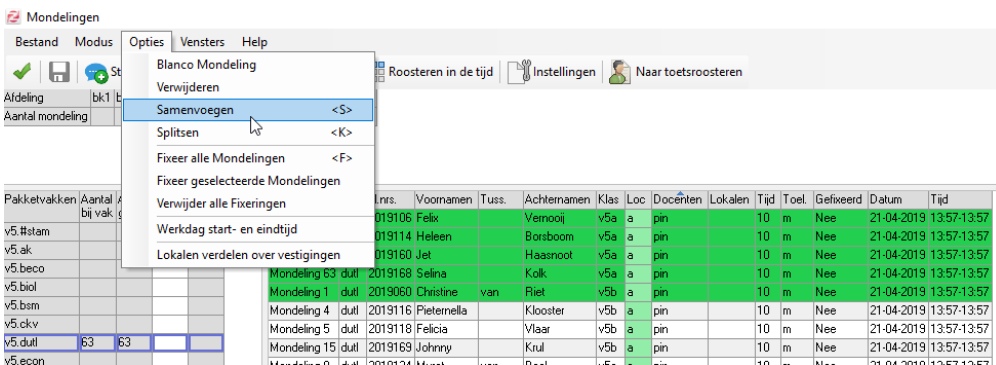 Mondelingen
Bestand Modus Opties Vensters Help
St Roosteren in de tijd Instellingen Naar toetsroosteren
Blanco Mondeling
Verwijderen
Samenvoegen <S>
Splitsen <K>
Fixeer alle Mondelingen <F>
Fixeer geselecteerde Mondelingen
Verwijder alle Fixeringen
Werkdag start- en eindtijd
Lokalen verdelen over vestigingen
Afdeling bk1
Aantal mondeling
Pakketvakken Aantal
bij vak
v5.#stam
v5.ak
v5.beco
v5.biol
v5.bsm
v5.ckv
v5.dutl 63 63
v5.econ
Voornamen Tuss. Achternamen Klas Loc Docenten Lokalen Tijd Toel. Gefixeerd Datum Tijd
2019106 Felix Vernooij v5a a pin 10 m Nee 21-04-2019 13:57-13:57
2019114 Heleen Borsboom v5a a pin 10 m Nee 21-04-2019 13:57-13:57
2019160 Jet Haasnoot v5a a pin 10 m Nee 21-04-2019 13:57-13:57
Mondeling 63 dutl 2019168 Selina Kolk v5a a pin 10 m Nee 21-04-2019 13:57-13:57
Mondeling 1 dutl 2019060 Christine van Riet v5b a pin 10 m Nee 21-04-2019 13:57-13:57
Mondeling 4 dutl 2019116 Pieternella Klooster v5b a pin 10 m Nee 21-04-2019 13:57-13:57
Mondeling 5 dutl 2019118 Felicia Vlaar v5b a pin 10 m Nee 21-04-2019 13:57-13:57
Mondeling 15 dutl 2019169 Johnny Krul v5b a pin 10 m Nee 21-04-2019 13:57-13:57